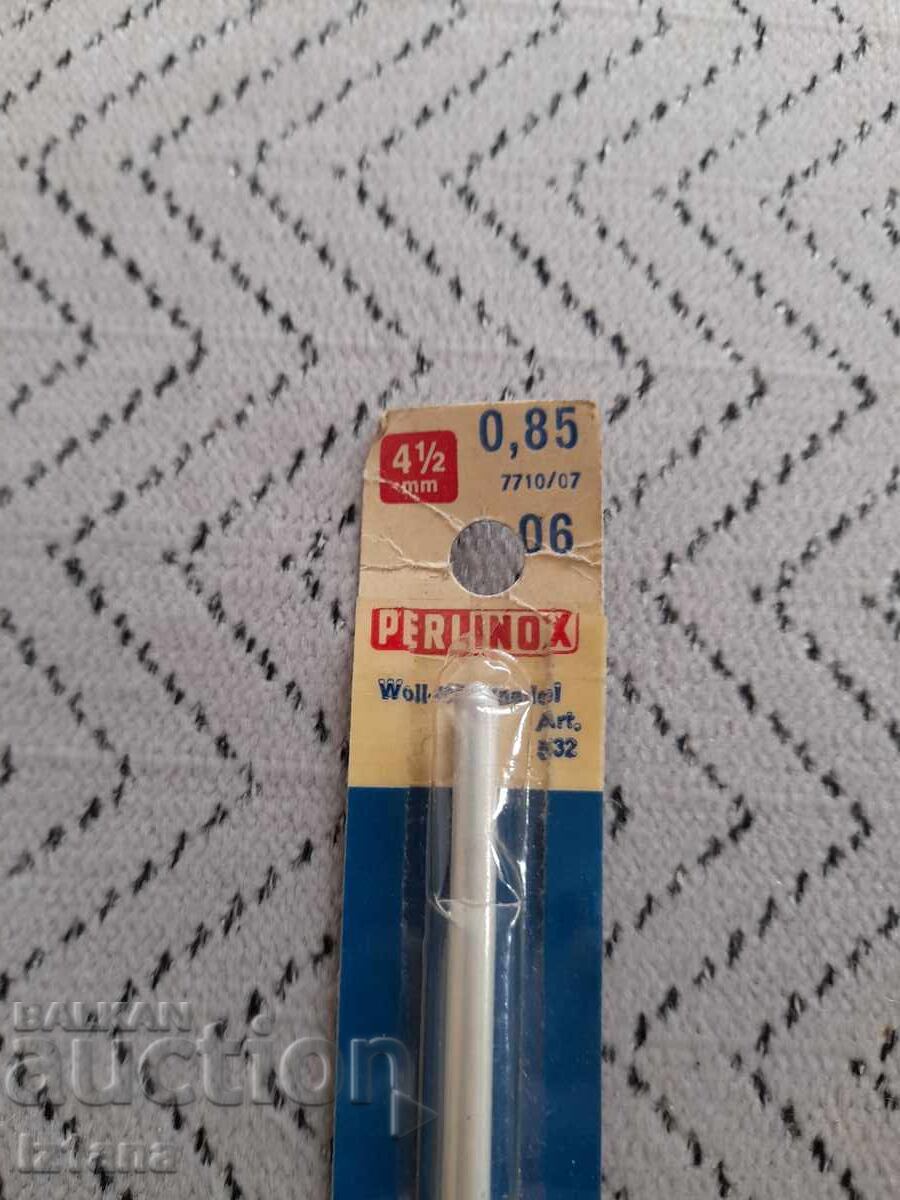 4½ mm
0,85
7710/07
06
PERLINOX
Woll-
Art.
532
BALKAN
auction
Iztana